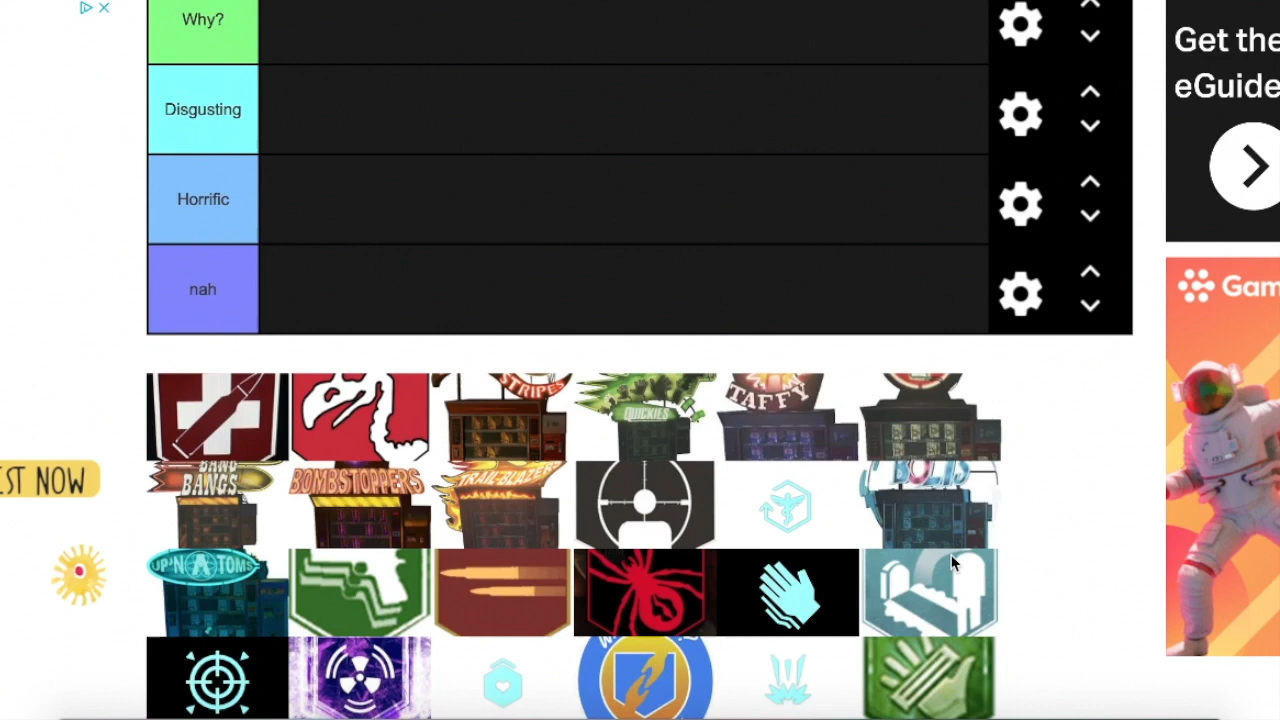 Why?
Get the
eGuide
Disgusting
Horrific
nah
Gam
STRIPES
QUICKIES
TAFFY
BANG
BANGS
BOMBSTOPPERS
TRAIL-BLAZERS
ST NOW
UP'N ATOMS